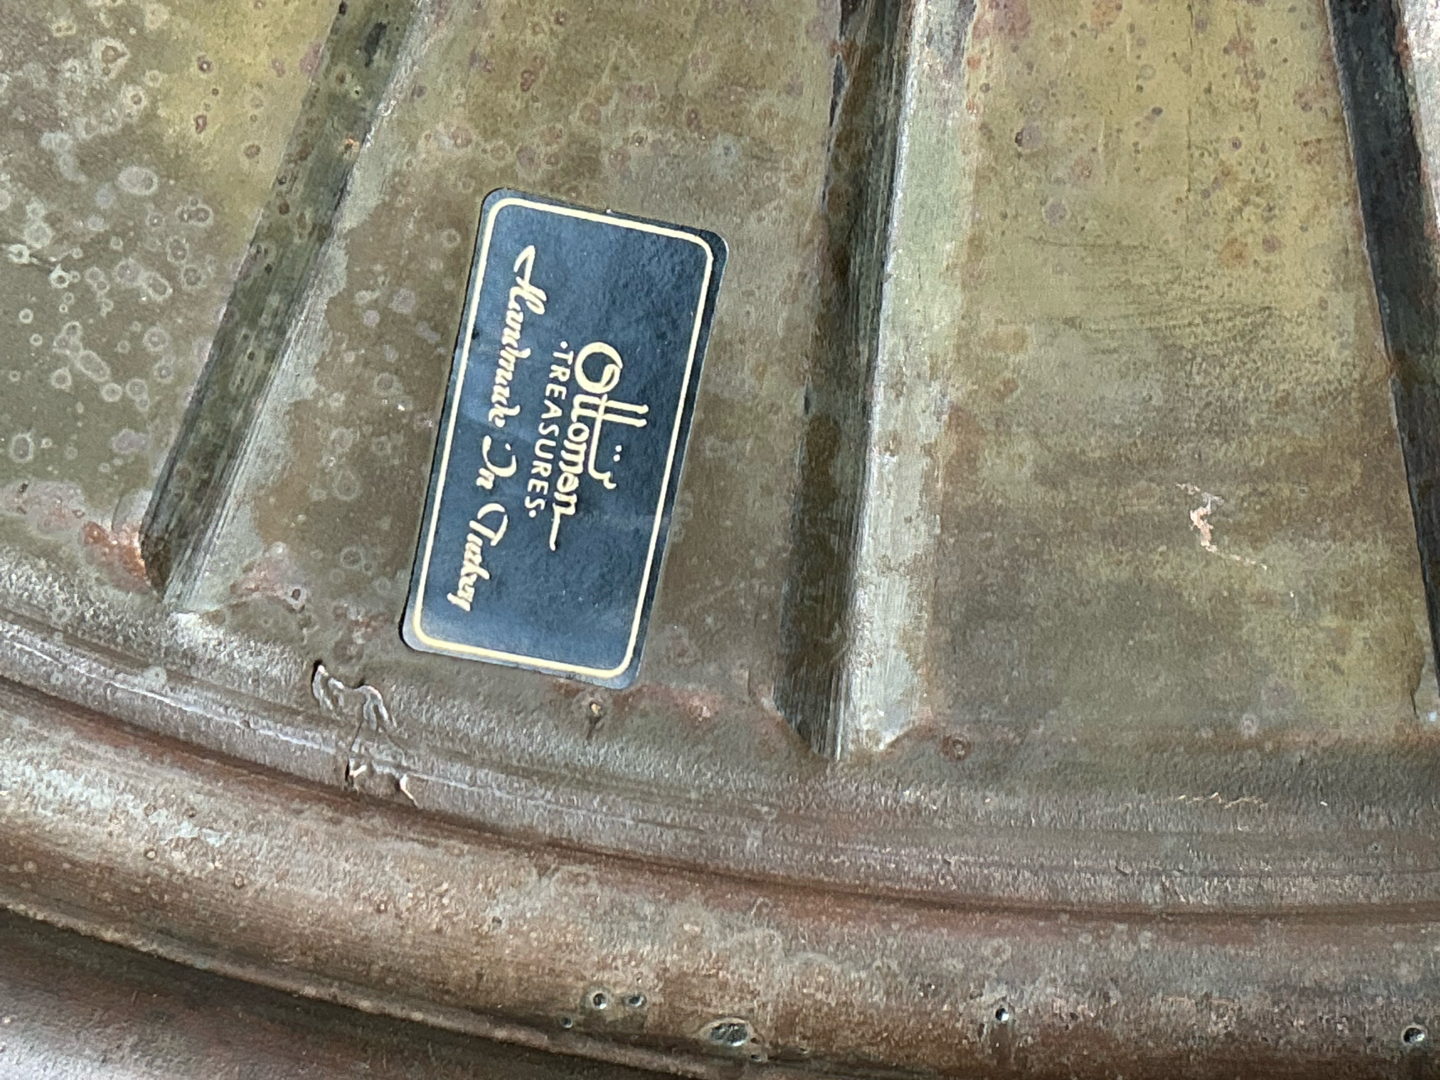 Ottoman
·TREASURES·
Handmade In Turkey